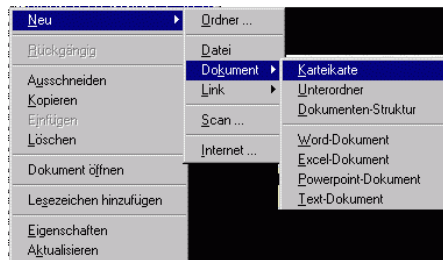 Neu
Rückgängig
Ausschneiden
Kopieren
Einfügen
Löschen
Dokument öffnen
Lesezeichen hinzufügen
Eigenschaften
Aktualisieren
Ordner ...
Datei
Dokument
Link
Scan ...
Internet ...
Karteikarte
Unterordner
Dokumenten-Struktur
Word-Dokument
Excel-Dokument
Powerpoint-Dokument
Text-Dokument